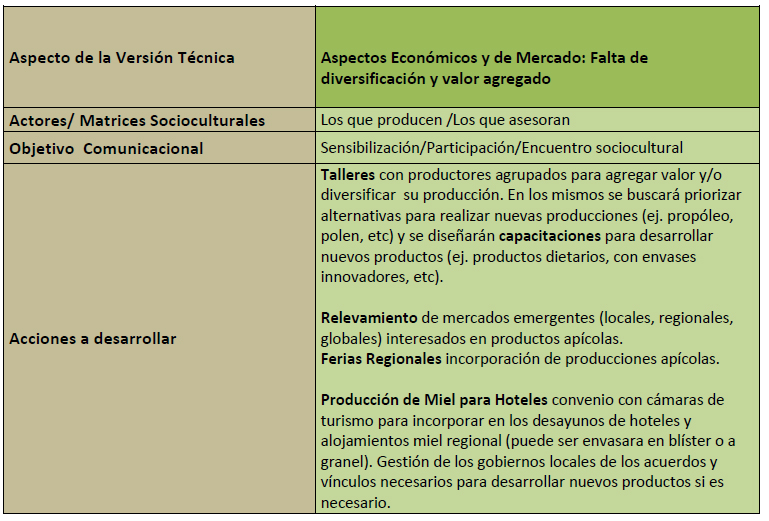 Aspecto de la Versión Técnica
Aspectos Económicos y de Mercado: Falta de
diversificación y valor agregado
Actores/ Matrices Socioculturales
Los que producen /Los que asesoran
Objetivo Comunicacional
Sensibilización/Participación/Encuentro sociocultural
Acciones a desarrollar
Talleres con productores agrupados para agregar valor y/o
diversificar su producción. En los mismos se buscará priorizar
alternativas para realizar nuevas producciones (ej. propóleo,
polen, etc) y se diseñarán capacitaciones para desarrollar
nuevos productos (ej. productos dietarios, con envases
innovadores, etc).
Relevamiento de mercados emergentes (locales, regionales,
globales) interesados en productos apícolas.
Ferias Regionales incorporación de producciones apícolas.
Producción de Miel para Hoteles convenio con cámaras de
turismo para incorporar en los desayunos de hoteles y
alojamientos miel regional (puede ser envasara en blíster o a
granel). Gestión de los gobiernos locales de los acuerdos y
vínculos necesarios para desarrollar nuevos productos si es
necesario.